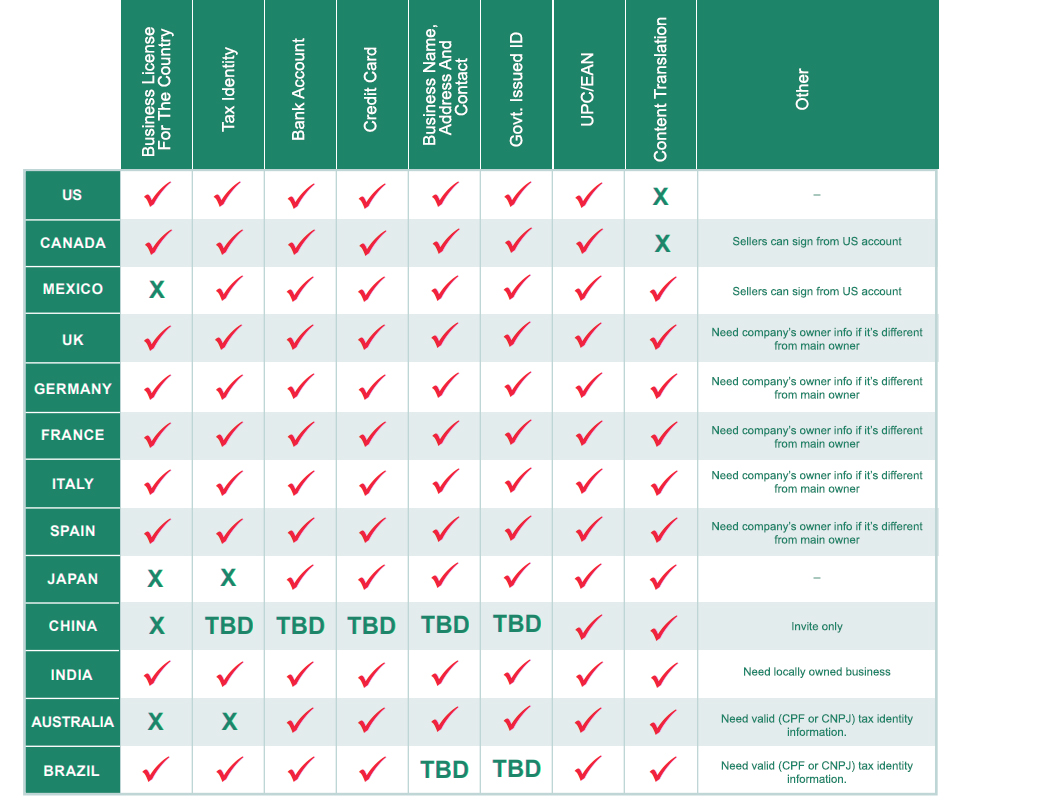 Business License
For The Country
Tax Identity
Bank Account
Credit Card
Business Name,
Address And
Contact
Govt. Issued ID
UPC/EAN
Content Translation
Other
US
X
–
CANADA
X
Sellers can sign from US account
MEXICO
X
Sellers can sign from US account
UK
Need company's owner info if it's different
from main owner
GERMANY
Need company's owner info if it's different
from main owner
FRANCE
Need company's owner info if it's different
from main owner
ITALY
Need company's owner info if it's different
from main owner
SPAIN
Need company's owner info if it's different
from main owner
JAPAN
X
X
–
CHINA
X
TBD
TBD
TBD
TBD
TBD
Invite only
INDIA
Need locally owned business
AUSTRALIA
X
X
Need valid (CPF or CNPJ) tax identity
information.
BRAZIL
TBD
TBD
Need valid (CPF or CNPJ) tax identity
information.